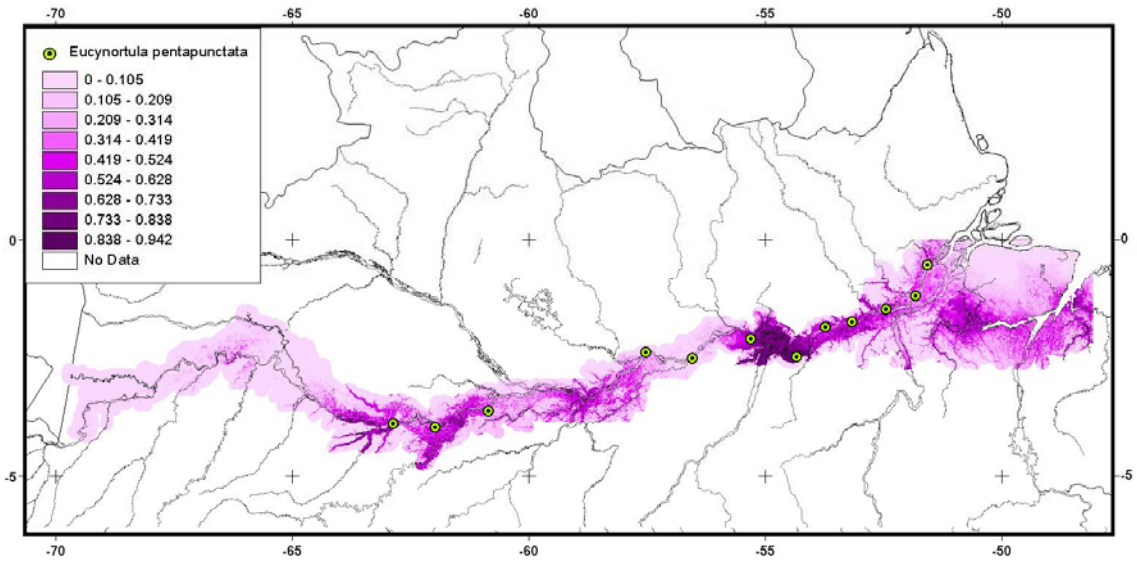 -70 -65 -60 -55 -50
Eucynortula pentapunctata
0 - 0.105
0.105 - 0.209
0.209 - 0.314
0.314 - 0.419
0.419 - 0.524
0.524 - 0.628
0.628 - 0.733
0.733 - 0.838
0.838 - 0.942
No Data
0 0
-5 -5
-70 -65 -60 -55 -50